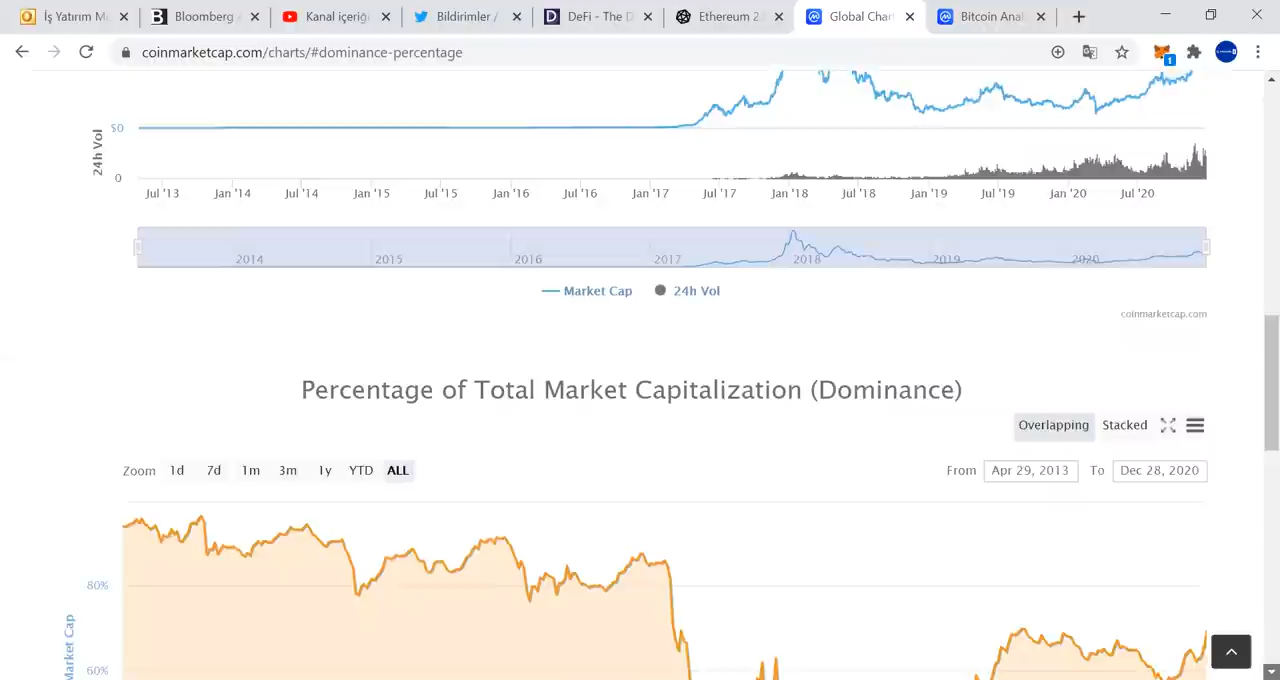 İş Yatırım M
Bloomberg
Kanal içeriği
Bildirimler /
DeFi - The D
Ethereum 2
Global Char
Bitcoin Anal
coinmarketcap.com/charts/#dominance-percentage
1
$0
24h Vol
0
Jul '13 Jan '14 Jul '14 Jan '15 Jul '15 Jan '16 Jul '16 Jan '17 Jul '17 Jan '18 Jul '18 Jan '19 Jul '19 Jan '20 Jul '20
2014 2015 2016 2017 2018 2019 2020
Market Cap 24h Vol
coinmarketcap.com
Percentage of Total Market Capitalization (Dominance)
Overlapping Stacked
Zoom 1d 7d 1m 3m 1y YTD ALL From Apr 29, 2013 To Dec 28, 2020
80%
Market Cap
60%